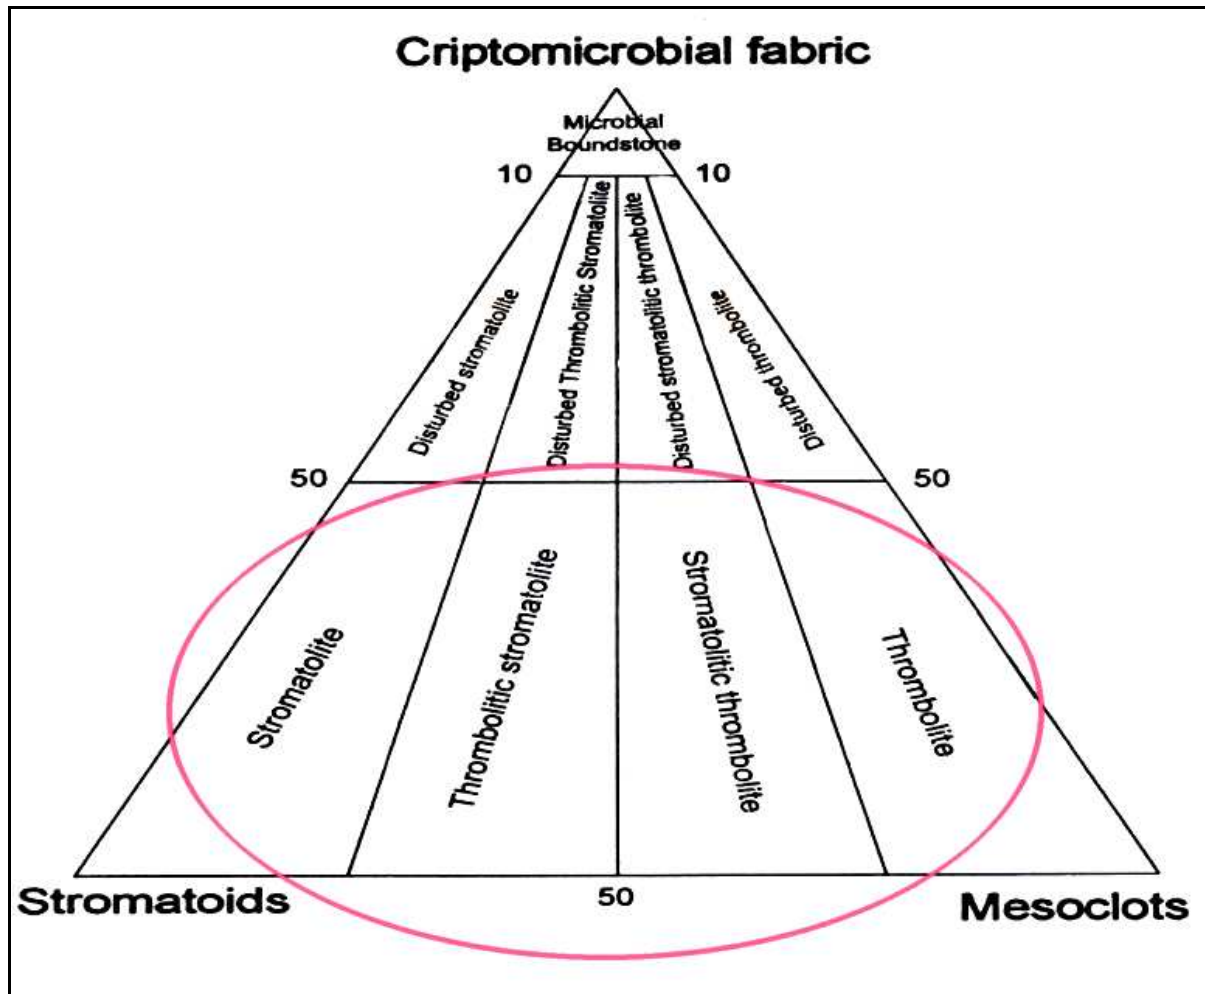 Criptomicrobial fabric
Microbial
Boundstone
10
10
Disturbed stromatolite
Disturbed Thrombolitic Stromatolite
Disturbed stromatolitic thrombolite
Disturbed thrombolite
50
50
Stromatolite
Thrombolitic stromatolite
Stromatolitic thrombolite
Thrombolite
Stromatoids
50
Mesoclots